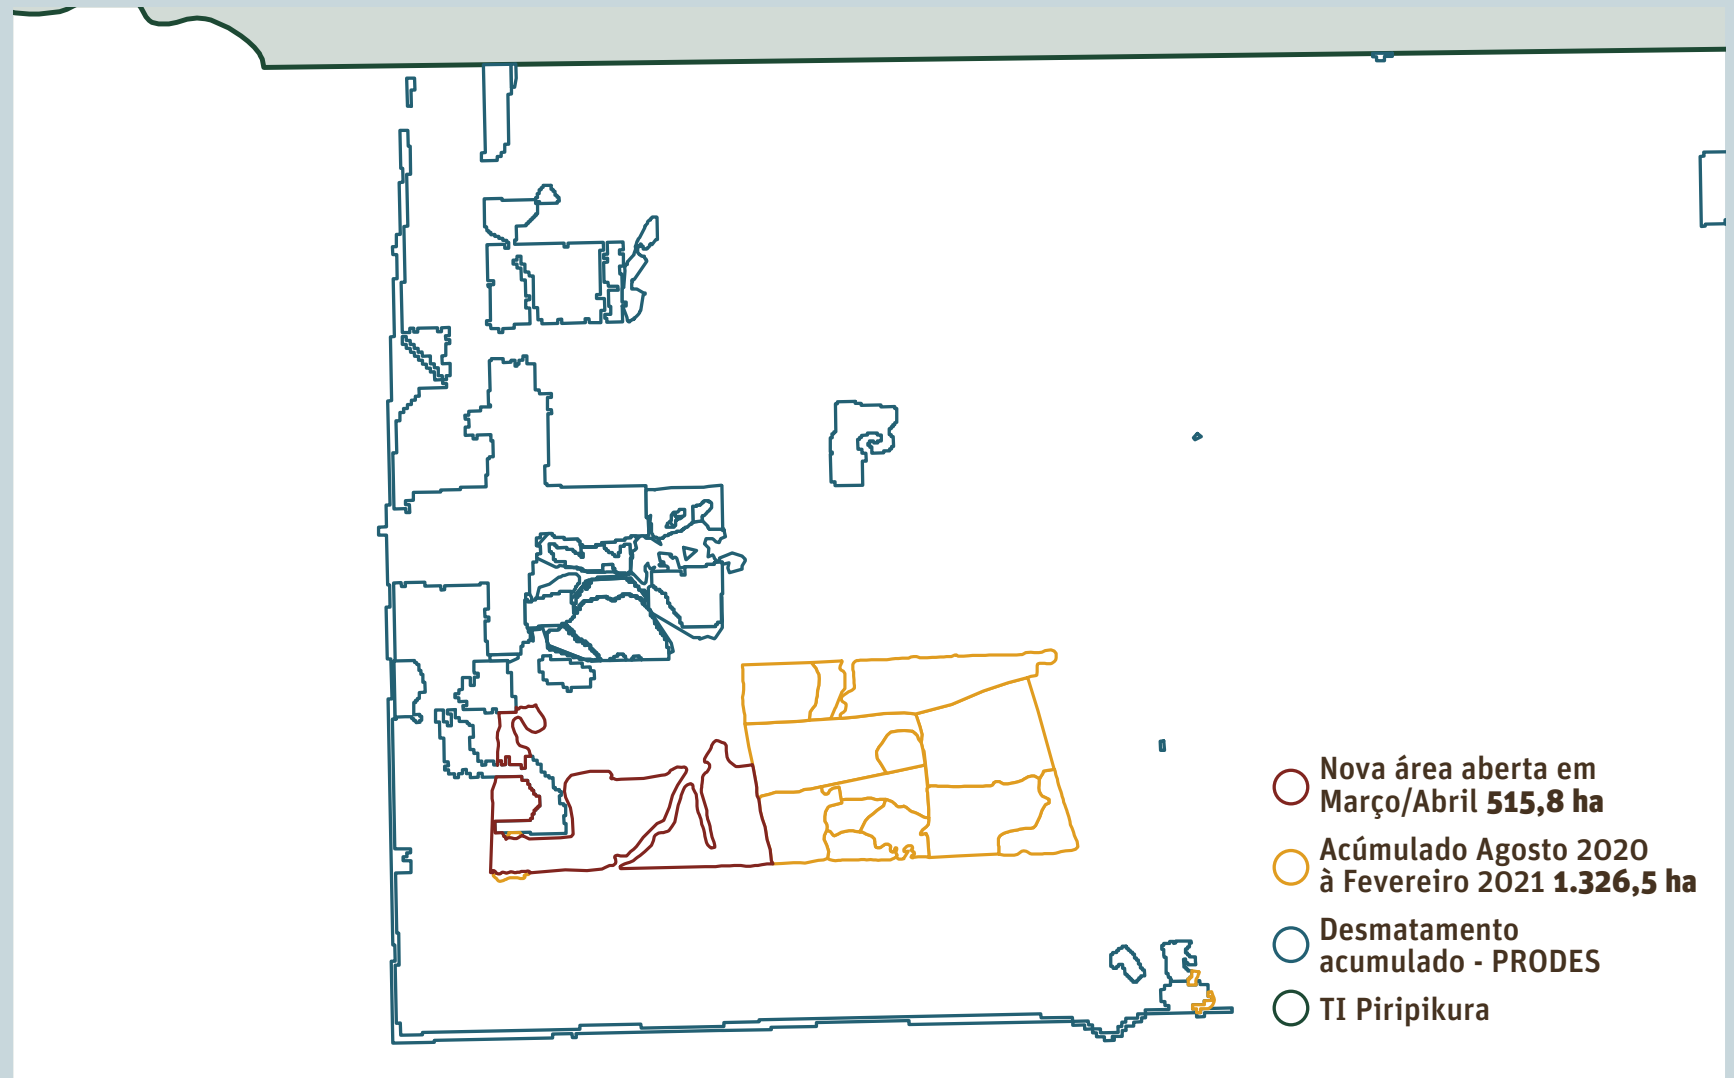 Nova área aberta em
Março/Abril 515,8 ha
Acúmulado Agosto 2020
à Fevereiro 2021 1.326,5 ha
Desmatamento
acumulado - PRODES
TI Piripikura